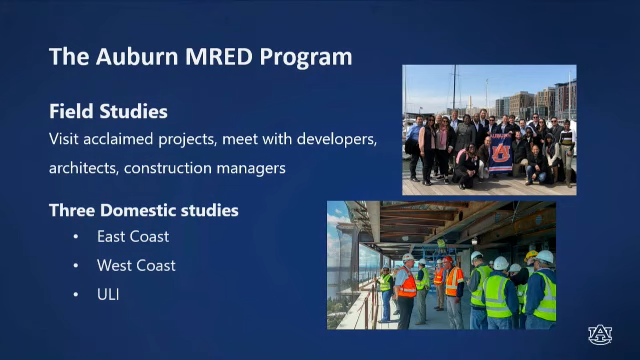 The Auburn MRED Program
Field Studies
Visit acclaimed projects, meet with developers,
architects, construction managers
Three Domestic studies
• East Coast
• West Coast
• ULI